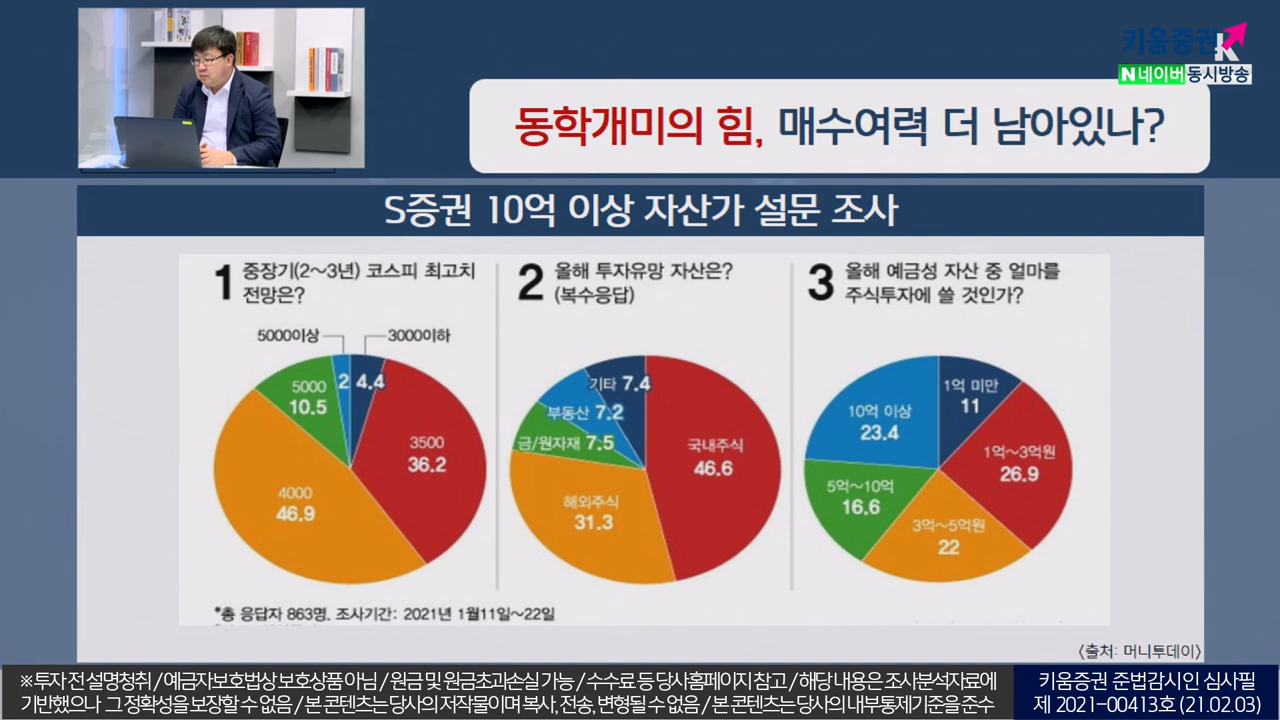 키움증권
N네이버 동시방송
동학개미의 힘, 매수여력 더 남아있나?
S증권 10억 이상 자산가 설문 조사
1 중장기(2~3년) 코스피 최고치
전망은?
5000이상
3000이하
2
4.4
5000
10.5
3500
36.2
4000
46.9
2 올해 투자유망 자산은?
(복수응답)
기타 7.4
부동산 7.2
금/원자재 7.5
국내주식
46.6
해외주식
31.3
3 올해 예금성 자산 중 얼마를
주식투자에 쓸 것인가?
1억 미만
11
10억 이상
23.4
1억~3억원
26.9
5억~10억
16.6
3억~5억원
22
*총 응답자 863명. 조사기간: 2021년 1월11일~22일
<출처: 머니투데이>
※투자 전 설명청취 / 예금자보호법상 보호상품 아님 / 원금 및 원금초과손실 가능 / 수수료 등 당사홈페이지 참고 / 해당 내용은 조사분석자료에
기반했으나 그 정확성을 보장할 수 없음 / 본 콘텐츠는 당사의 저작물이며 복사, 전송, 변형될 수 없음 / 본 콘텐츠는 당사의 내부통제기준을 준수
키움증권 준법감시인 심사필
제 2021-00413호 (21.02.03)